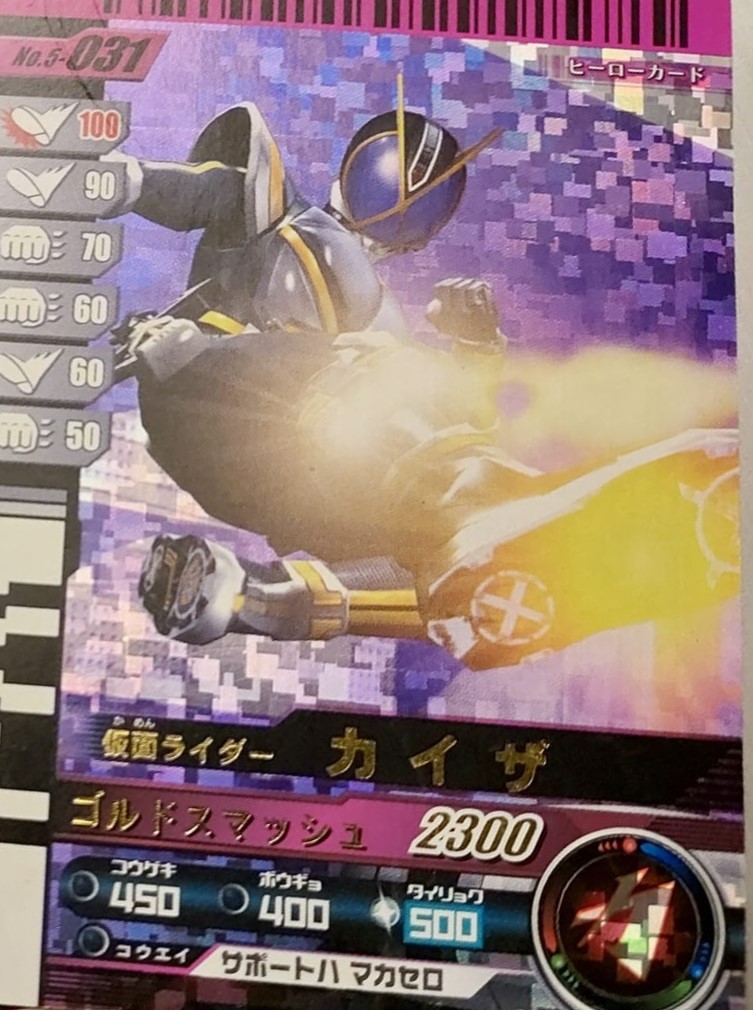 No.5-031
ヒーローカード
100
90
70
60
60
50
かめん
仮面ライダー カイザ
ゴルドスマッシュ 2300
コウゲキ
450
ボウギョ
400
タイリョク
500
コウエイ
サポートハ マカセロ